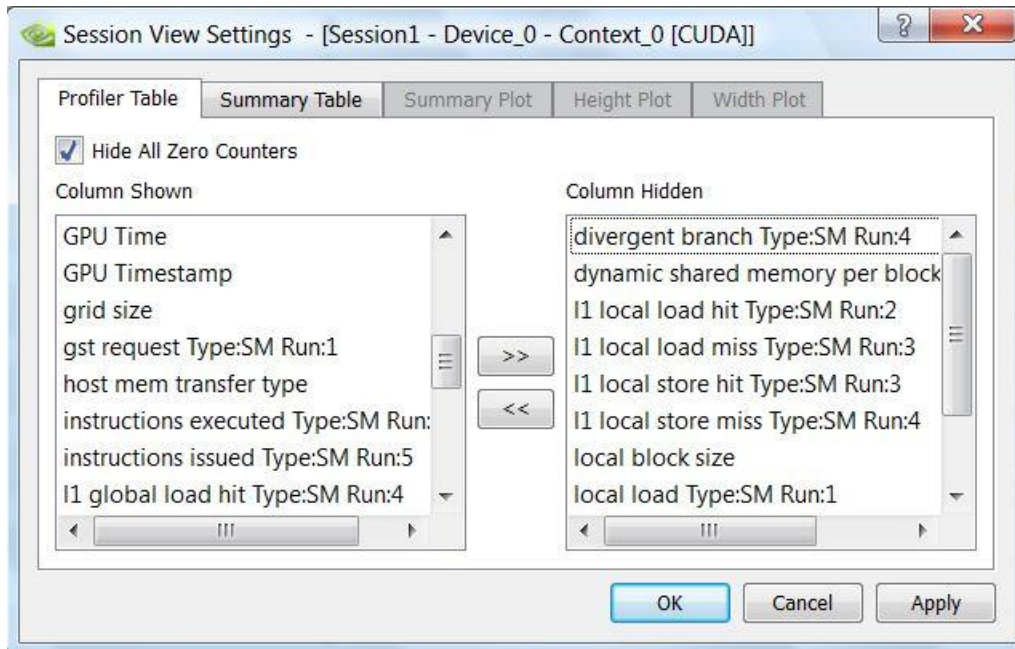 Session View Settings - [Session1 - Device_0 - Context_0 [CUDA]]
Profiler Table
Summary Table
Summary Plot
Height Plot
Width Plot
Hide All Zero Counters
Column Shown
GPU Time
GPU Timestamp
grid size
gst request Type:SM Run:1
host mem transfer type
instructions executed Type:SM Run:
instructions issued Type:SM Run:5
l1 global load hit Type:SM Run:4
>>
<<
Column Hidden
divergent branch Type:SM Run:4
dynamic shared memory per block
l1 local load hit Type:SM Run:2
l1 local load miss Type:SM Run:3
l1 local store hit Type:SM Run:3
l1 local store miss Type:SM Run:4
local block size
local load Type:SM Run:1
OK
Cancel
Apply